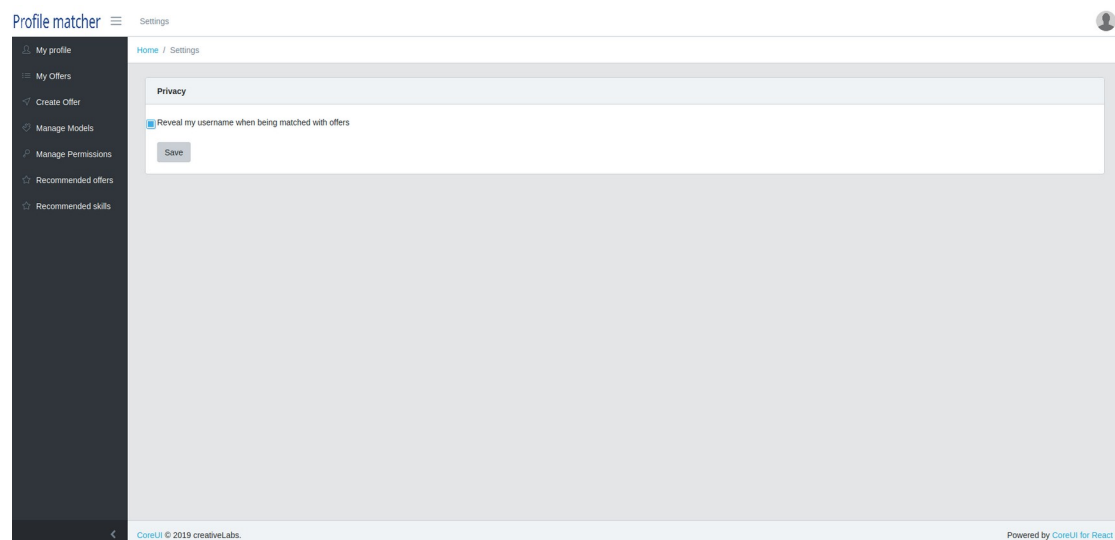 Profile matcher
Settings
My profile
My Offers
Create Offer
Manage Models
Manage Permissions
Recommended offers
Recommended skills
Home / Settings
Privacy
Reveal my username when being matched with offers
Save
CoreUI © 2019 creativeLabs.
Powered by CoreUI for React